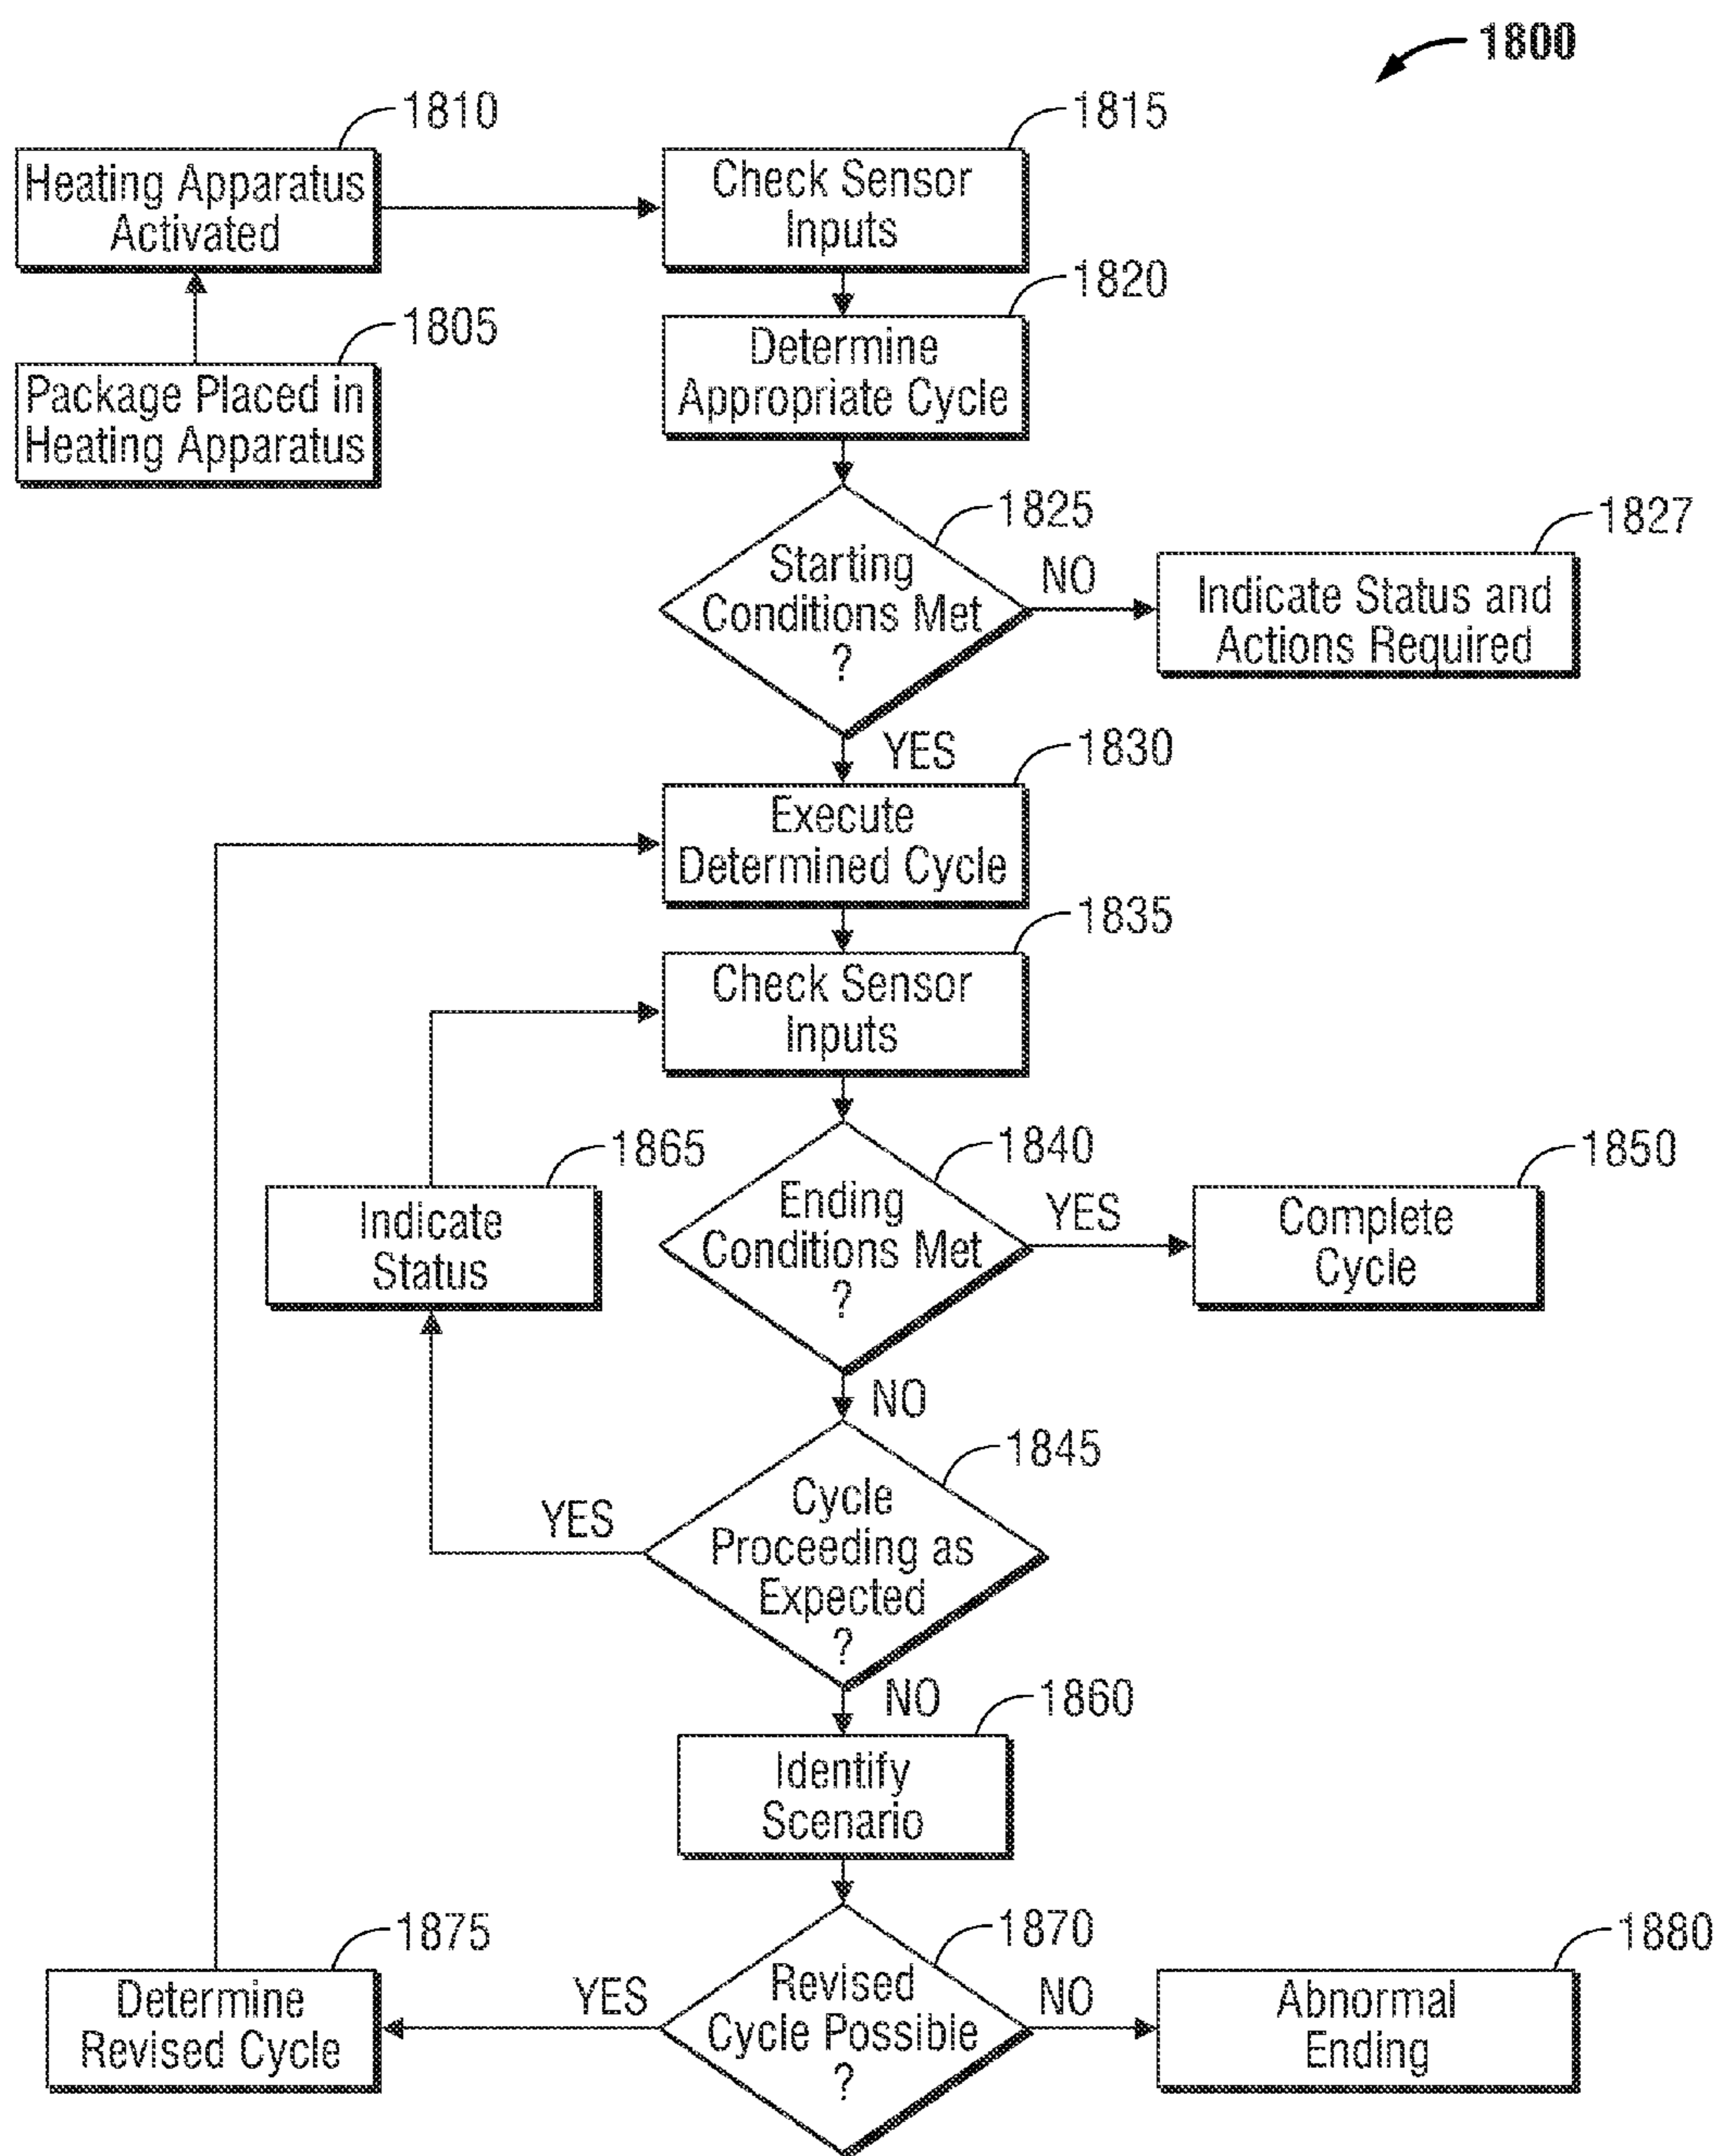 1800
1810
Heating Apparatus
Activated
1815
Check Sensor
Inputs
1805
Package Placed in
Heating Apparatus
1820
Determine
Appropriate Cycle
1825
Starting
Conditions Met
?
NO
1827
Indicate Status and
Actions Required
YES
1830
Execute
Determined Cycle
1835
Check Sensor
Inputs
1865
Indicate
Status
1840
Ending
Conditions Met
?
YES
1850
Complete
Cycle
NO
1845
Cycle
Proceeding as
Expected
?
YES
NO
1860
Identify
Scenario
1875
Determine
Revised Cycle
YES
1870
Revised
Cycle Possible
?
NO
1880
Abnormal
Ending